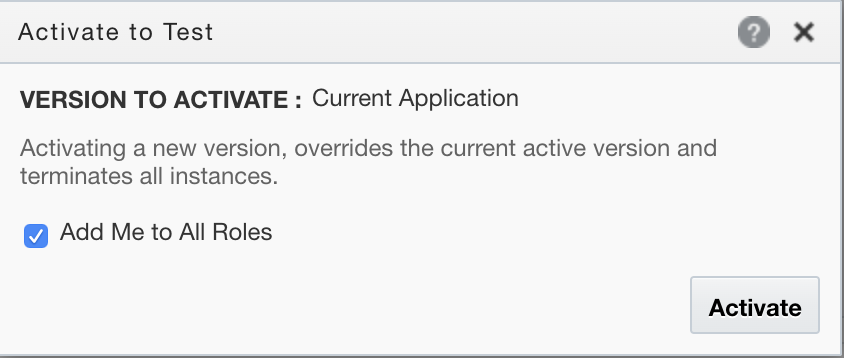 Activate to Test
VERSION TO ACTIVATE : Current Application
Activating a new version, overrides the current active version and
terminates all instances.
Add Me to All Roles
Activate